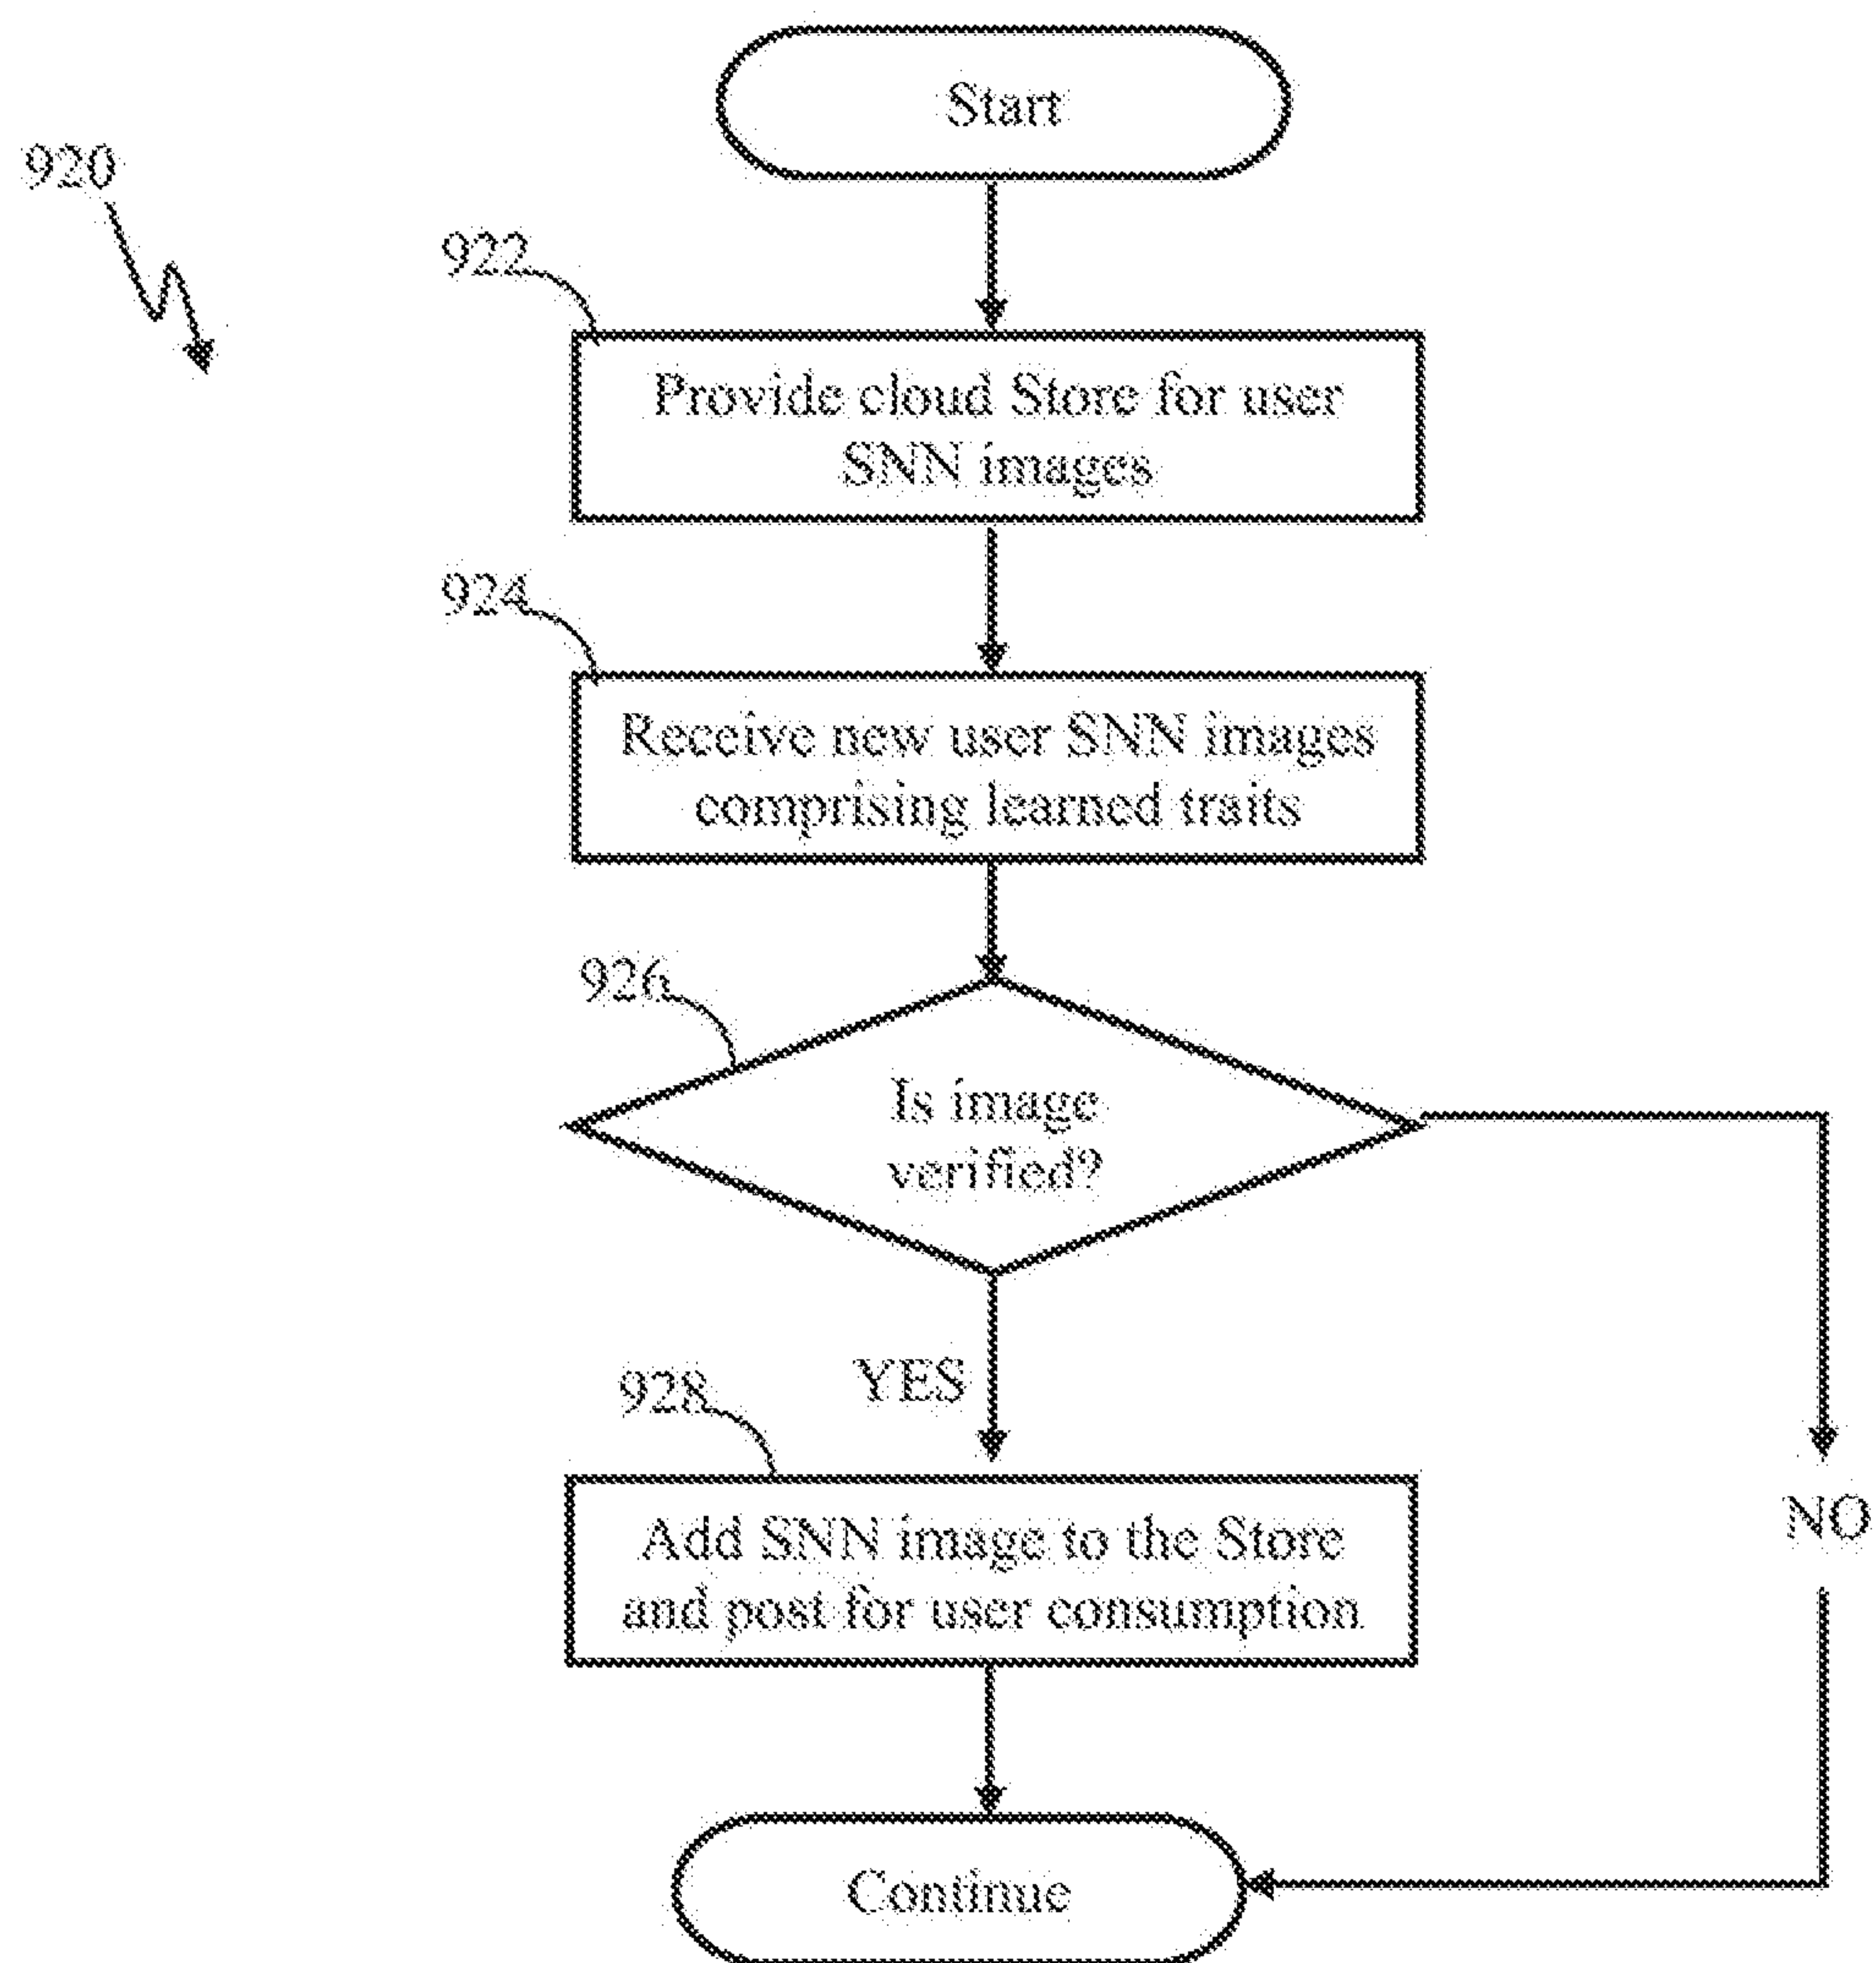 Start
920
922
Provide cloud Store for user
SNN images
924
Receive new user SNN images
comprising learned traits
926
Is image
verified?
YES
928
Add SNN image to the Store
and post for user consumption
NO
Continue